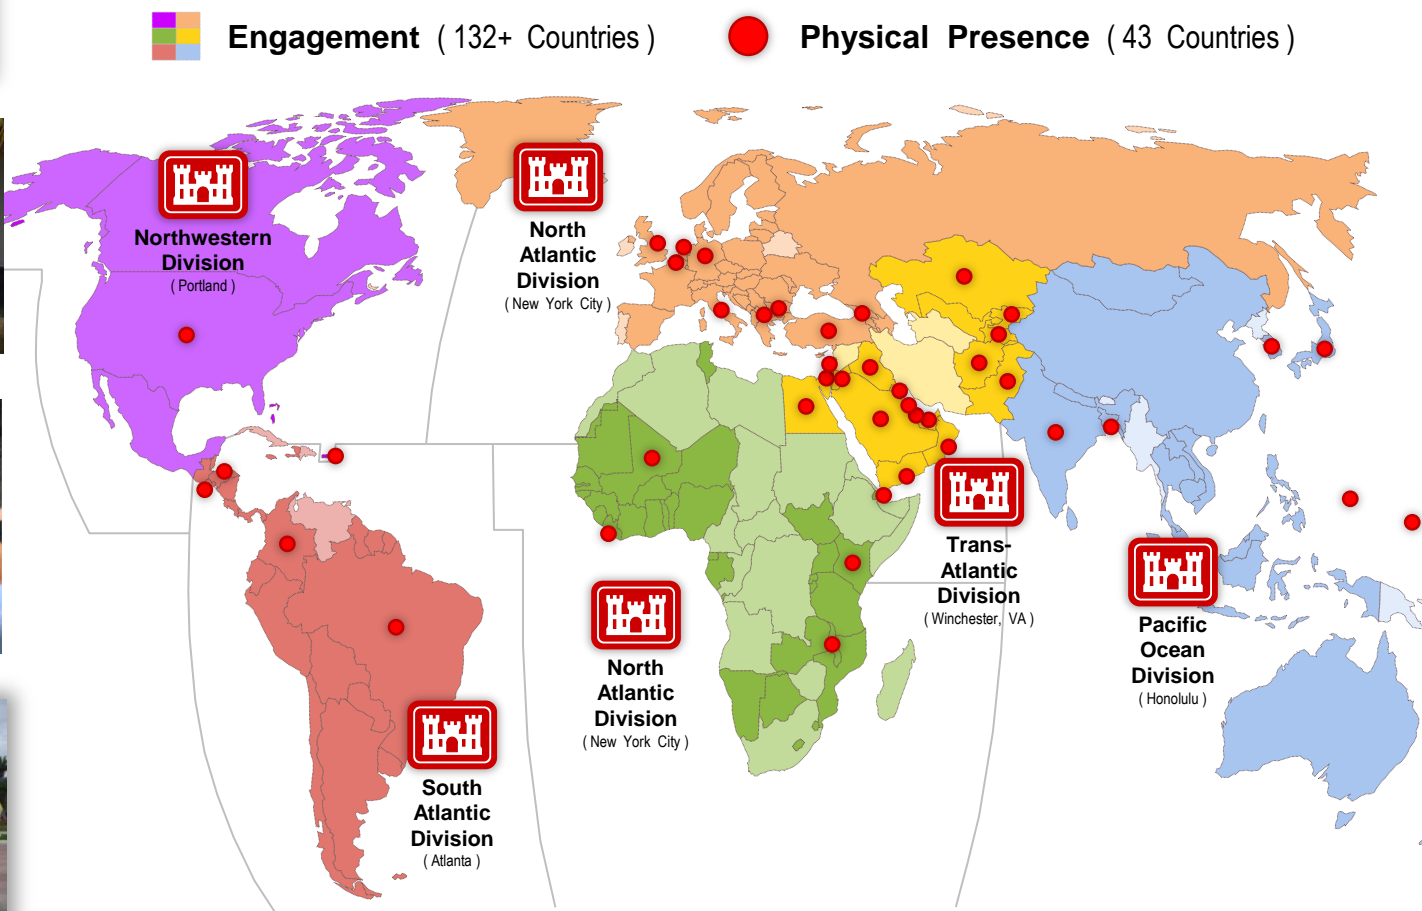 Engagement ( 132+ Countries )
Physical Presence ( 43 Countries )
Northwestern
Division
( Portland )
North
Atlantic
Division
( New York City )
North
Atlantic
Division
( New York City )
South
Atlantic
Division
( Atlanta )
Trans-
Atlantic
Division
( Winchester, VA )
Pacific
Ocean
Division
( Honolulu )